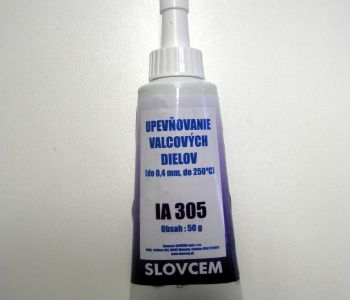 UPEVŇOVANIE
VALCOVÝCH
DIELOV
(do 0,4 mm, do 250°C)
IA 305
Obsah : 50 g
SLOVCEM